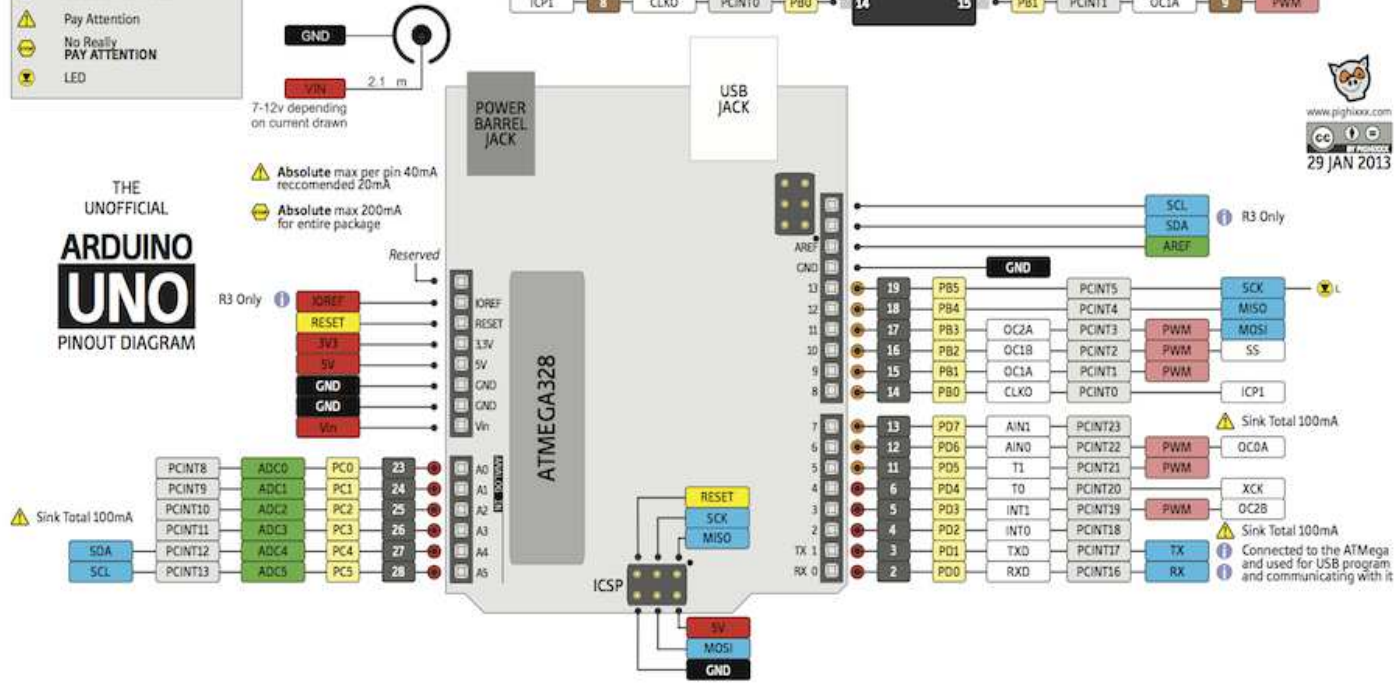 ICP1 8 CLKO PCINT0 PB0 14 15 PB1 PCINT1 OC1A 9 PWM
Pay Attention
No Really
PAY ATTENTION
LED
GND
VIN
2.1 m
7-12v depending
on current drawn
POWER
BARREL
JACK
USB
JACK
www.pighixxx.com
cc
BY PIGHIXXX
29 JAN 2013
Absolute max per pin 40mA
reccomended 20mA
Absolute max 200mA
for entire package
THE
UNOFFICIAL
ARDUINO
UNO
PINOUT DIAGRAM
Reserved
R3 Only IOREF IOREF
RESET RESET
3V3 3,3V
5V 5V
GND GND
GND GND
Vin Vin
PCINT8 ADC0 PC0 23 A0
PCINT9 ADC1 PC1 24 A1
PCINT10 ADC2 PC2 25 A2
PCINT11 ADC3 PC3 26 A3
SDA PCINT12 ADC4 PC4 27 A4
SCL PCINT13 ADC5 PC5 28 A5
Sink Total 100mA
ANALOG IN
ATMEGA328
SCL
SDA
R3 Only
AREF AREF
GND GND
13 19 PB5 PCINT5 SCK L
12 18 PB4 PCINT4 MISO
11 17 PB3 OC2A PCINT3 PWM MOSI
10 16 PB2 OC1B PCINT2 PWM SS
9 15 PB1 OC1A PCINT1 PWM
8 14 PB0 CLKO PCINT0 ICP1
Sink Total 100mA
7 13 PD7 AIN1 PCINT23
6 12 PD6 AIN0 PCINT22 PWM OC0A
5 11 PD5 T1 PCINT21 PWM
4 6 PD4 T0 PCINT20 XCK
3 5 PD3 INT1 PCINT19 PWM OC2B
2 4 PD2 INT0 PCINT18
Sink Total 100mA
TX 1 3 PD1 TXD PCINT17 TX
RX 0 2 PD0 RXD PCINT16 RX
Connected to the ATMega
and used for USB program
and communicating with it
RESET
SCK
MISO
ICSP
5V
MOSI
GND